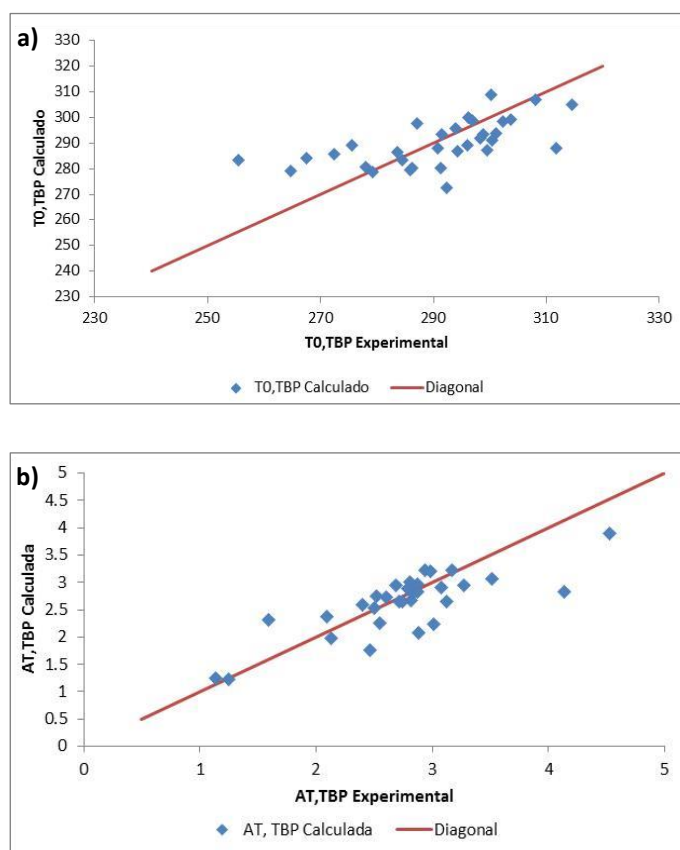 a)
330
320
310
300
290
280
270
260
250
240
230
T0,TBP Calculado
230 250 270 290 310 330
T0,TBP Experimental
T0,TBP Calculado Diagonal
b)
5
4.5
4
3.5
3
2.5
2
1.5
1
0.5
0
AT,TBP Calculada
0 1 2 3 4 5
AT,TBP Experimental
AT, TBP Calculada Diagonal